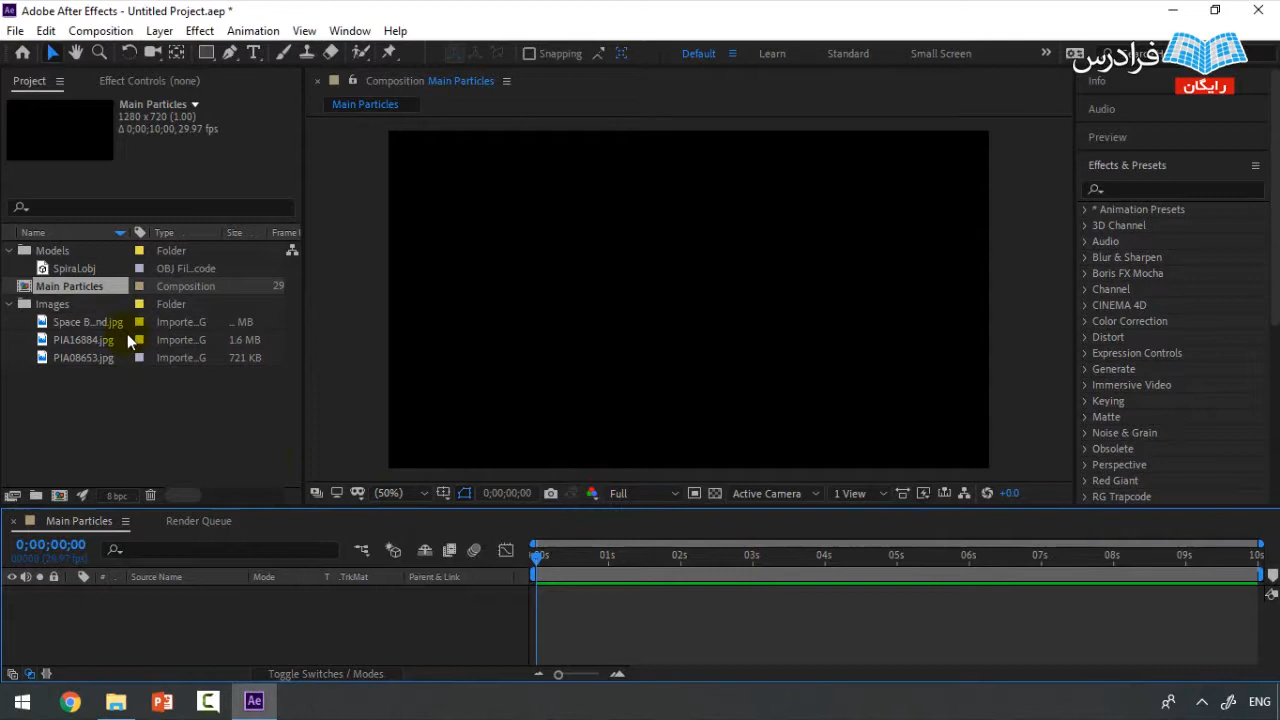 Adobe After Effects - Untitled Project.aep *
File Edit Composition Layer Effect Animation View Window Help
Snapping
Default Learn Standard Small Screen
فرادرس
رایگان
Project Effect Controls (none)
Main Particles
1280 x 720 (1.00)
Δ 0;00;10;00, 29.97 fps
Composition Main Particles
Main Particles
Info
Audio
Preview
Effects & Presets
Name Type Size Frame
Models Folder
Spiral.obj OBJ Fil...code
Main Particles Composition 29
Images Folder
Space B...nd.jpg Importe...G ... MB
PIA16884.jpg Importe...G 1.6 MB
PIA08653.jpg Importe...G 721 KB
* Animation Presets
3D Channel
Audio
Blur & Sharpen
Boris FX Mocha
Channel
CINEMA 4D
Color Correction
Distort
Expression Controls
Generate
Immersive Video
Keying
Matte
Noise & Grain
Obsolete
Perspective
Red Giant
RG Trapcode
8 bpc
(50%) 0;00;00;00 Full Active Camera 1 View +0.0
Main Particles Render Queue
0;00;00;00
00000 (29.97 fps)
:00s 01s 02s 03s 04s 05s 06s 07s 08s 09s 10s
# Source Name Mode T .TrkMat Parent & Link
Toggle Switches / Modes
ENG